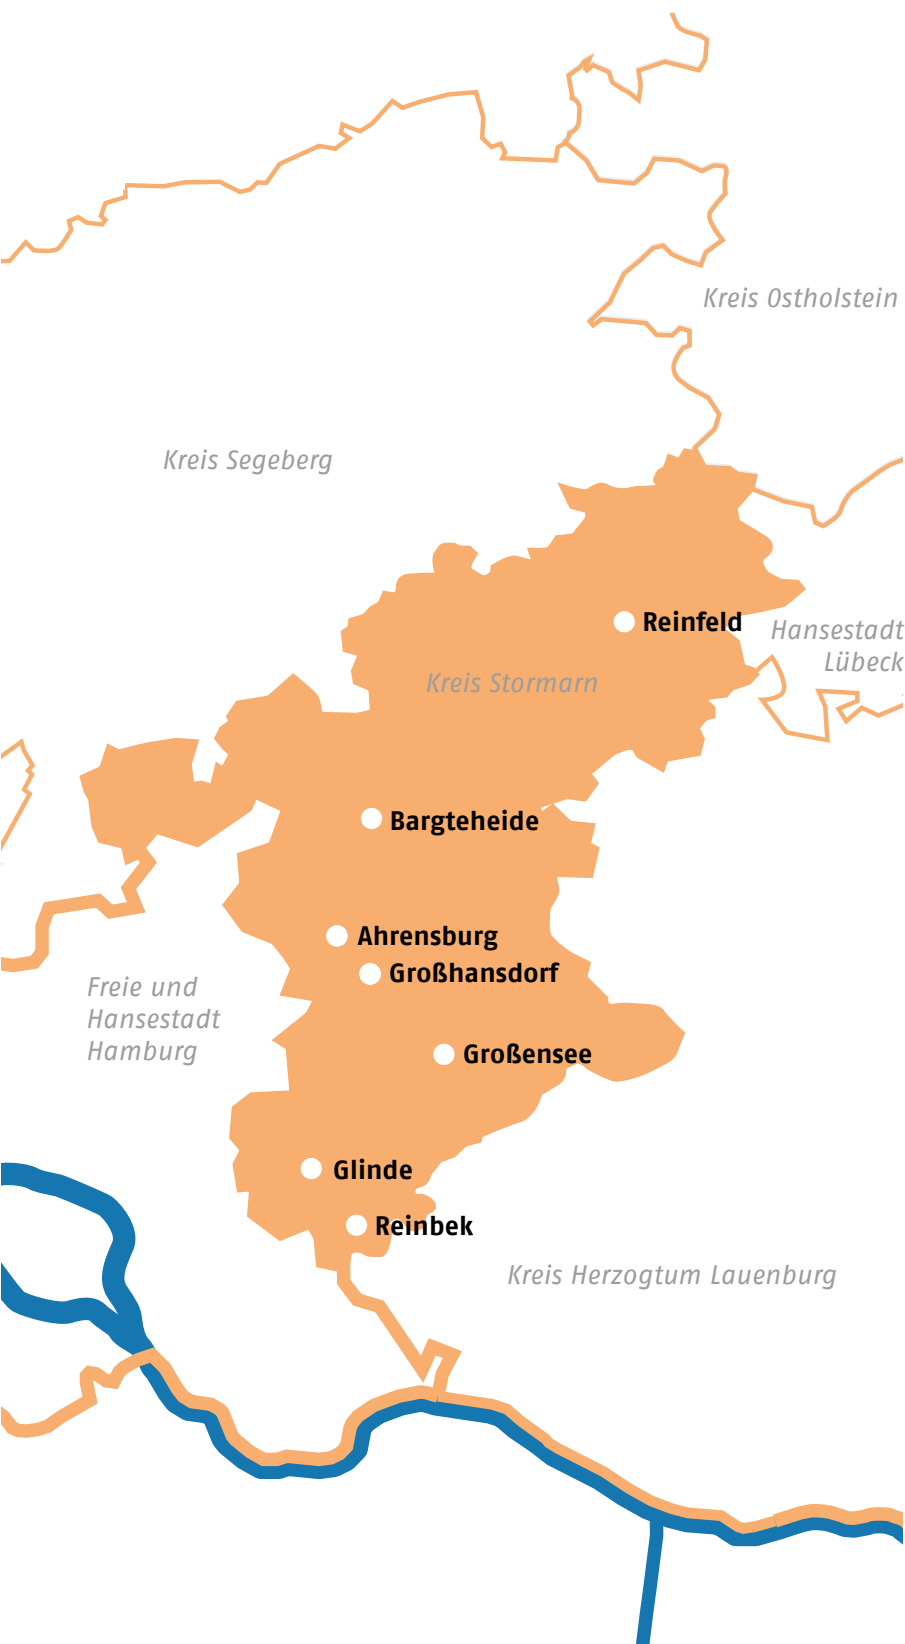 Kreis Ostholstein
Kreis Segeberg
Reinfeld
Hansestadt
Lübeck
Kreis Stormarn
Bargteheide
Ahrensburg
Großhansdorf
Freie und
Hansestadt
Hamburg
Großensee
Glinde
Reinbek
Kreis Herzogtum Lauenburg